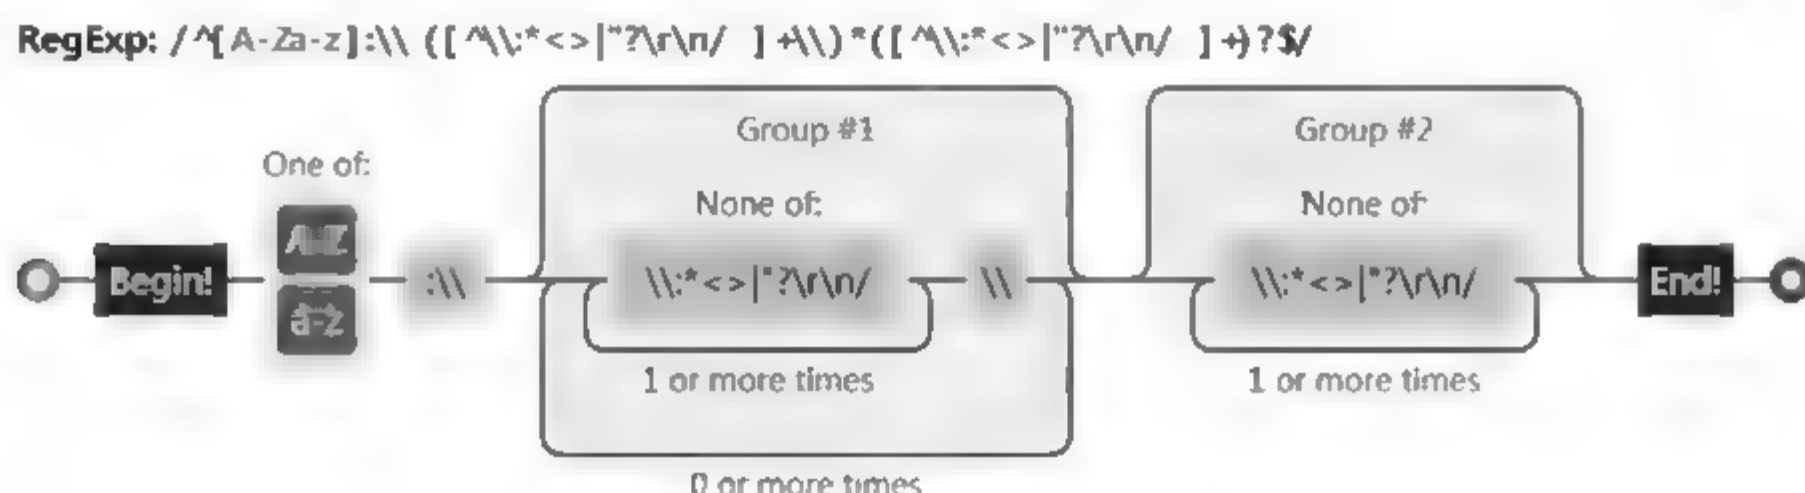 RegExp: /^[A-Za-z]:\\ ([^\\:*<>|"?\r\n/ ]+\\)*([^\\:*<>|"?\r\n/ ]+)?$/
Group #1
Group #2
One of:
None of:
None of:
A-Z
Begin!
:\\
\\:*<>|"?\r\n/
\\
\\:*<>|"?\r\n/
End!
a-z
1 or more times
1 or more times
0 or more times